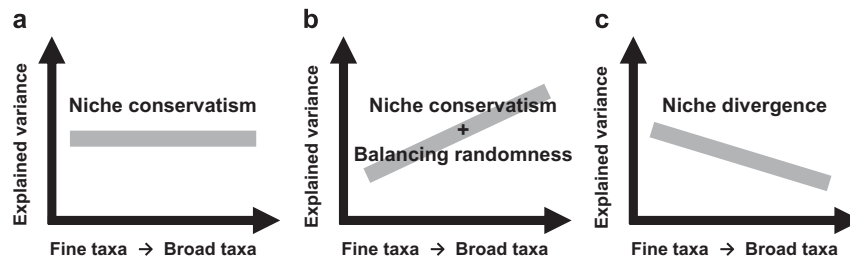 a
Explained variance
Niche conservatism
Fine taxa → Broad taxa
b
Explained variance
Niche conservatism
+
Balancing randomness
Fine taxa → Broad taxa
c
Explained variance
Niche divergence
Fine taxa → Broad taxa